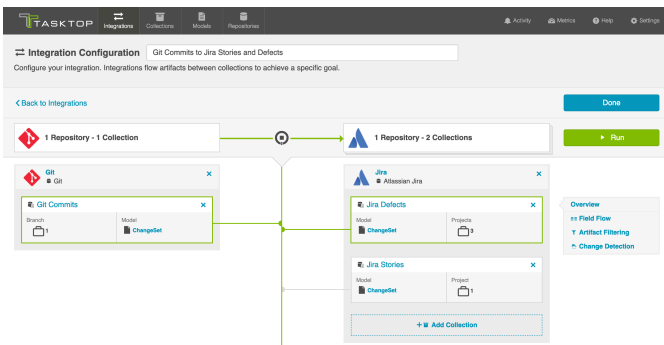 TASKTOP
Integrations
Collections
Models
Repositories
Activity
Metrics
Help
Settings
Integration Configuration
Git Commits to Jira Stories and Defects
Configure your integration. Integrations flow artifacts between collections to achieve a specific goal.
Back to Integrations
Done
1 Repository - 1 Collection
1 Repository - 2 Collections
Run
Git
Git
Jira
Atlassian Jira
Git Commits
Branch
1
Model
ChangeSet
Jira Defects
Model
ChangeSet
Projects
3
Jira Stories
Model
ChangeSet
Project
1
Add Collection
Overview
Field Flow
Artifact Filtering
Change Detection